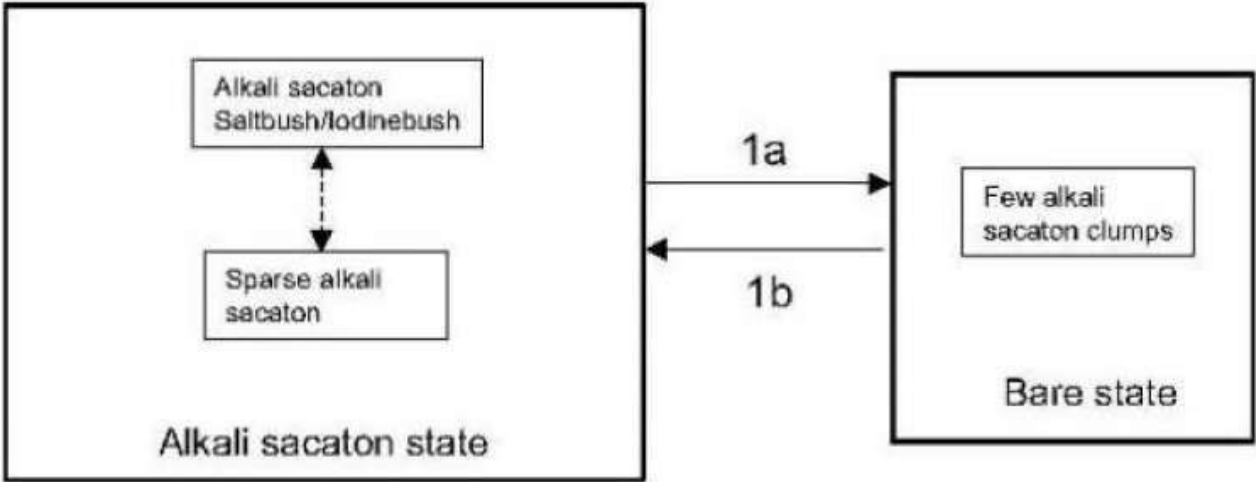 Alkali sacaton
Saltbush/Iodinebush
Sparse alkali
sacaton
Alkali sacaton state
1a
1b
Few alkali
sacaton clumps
Bare state